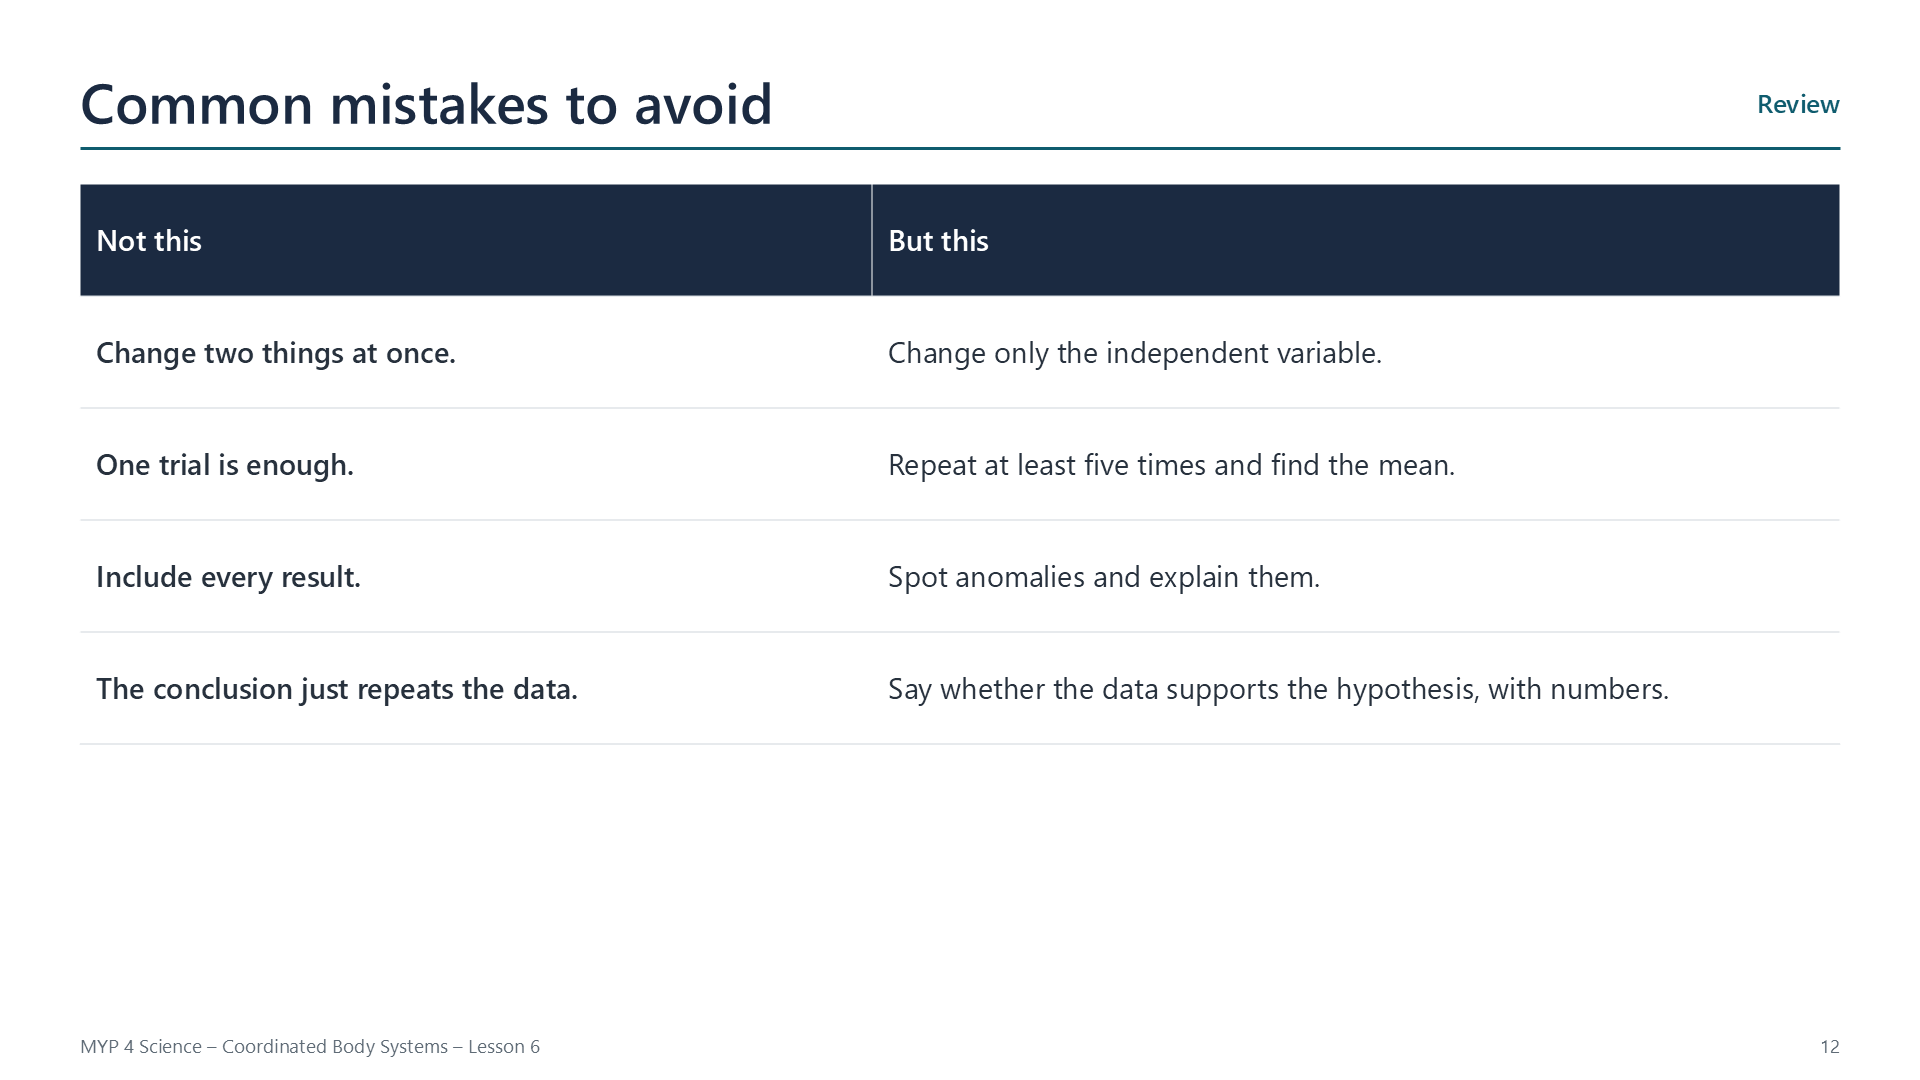 Common mistakes to avoid
Review
Not this
But this
Change two things at once.
Change only the independent variable.
One trial is enough.
Repeat at least five times and find the mean.
Include every result.
Spot anomalies and explain them.
The conclusion just repeats the data.
Say whether the data supports the hypothesis, with numbers.
MYP 4 Science – Coordinated Body Systems – Lesson 6
12